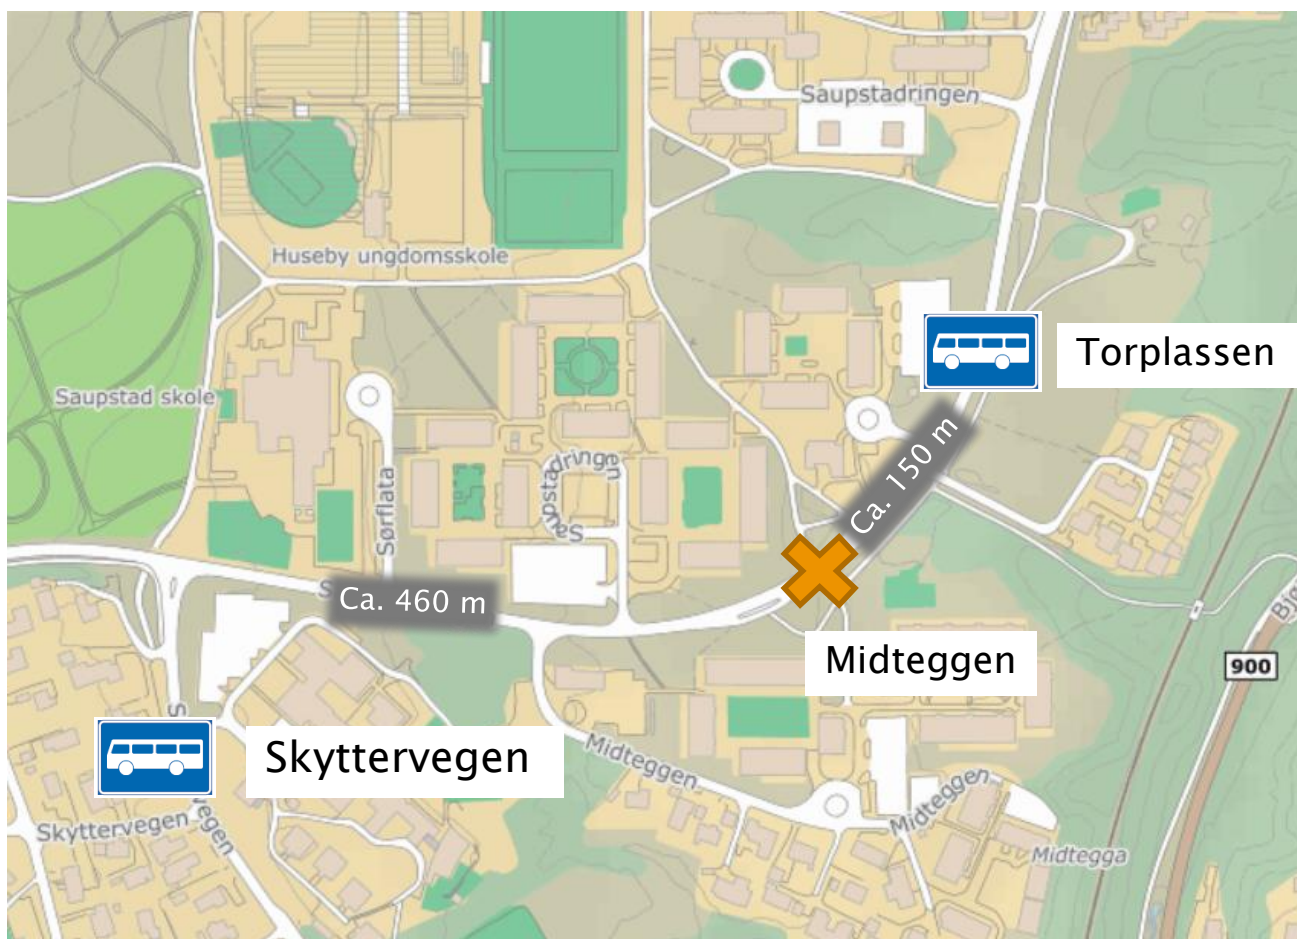 Saupstadringen
Huseby ungdomsskole
Torplassen
Saupstad skole
Ca. 150 m
Saupstadringen
Sørflata
Ca. 460 m
Midteggen
900
Skyttervegen
Midteggen
Midteggen
Skyttervegen
Midtegga